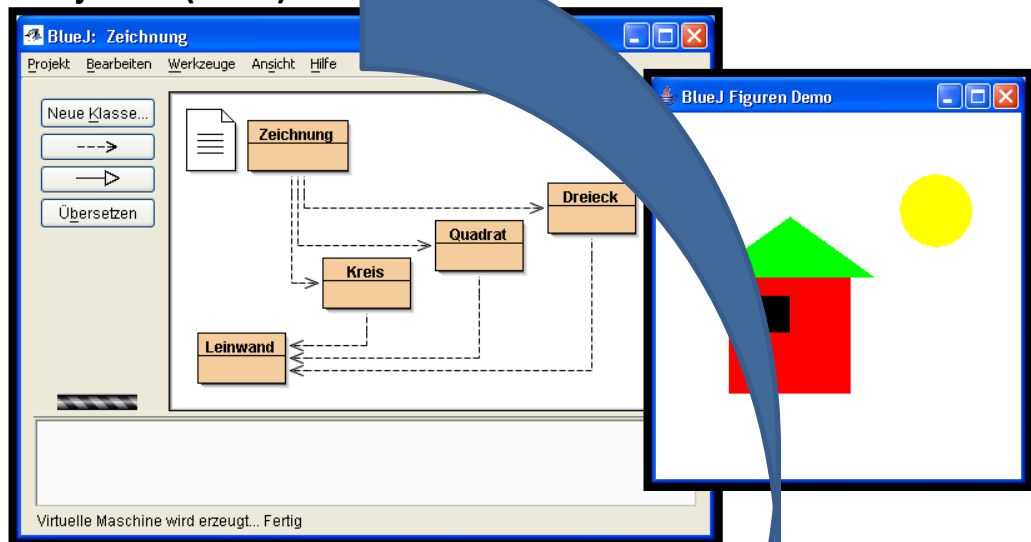 BlueJ: Zeichnung
Projekt Bearbeiten Werkzeuge Ansicht Hilfe
Neue Klasse...
--->
Übersetzen
Zeichnung
Dreieck
Quadrat
Kreis
Leinwand
Virtuelle Maschine wird erzeugt... Fertig
BlueJ Figuren Demo